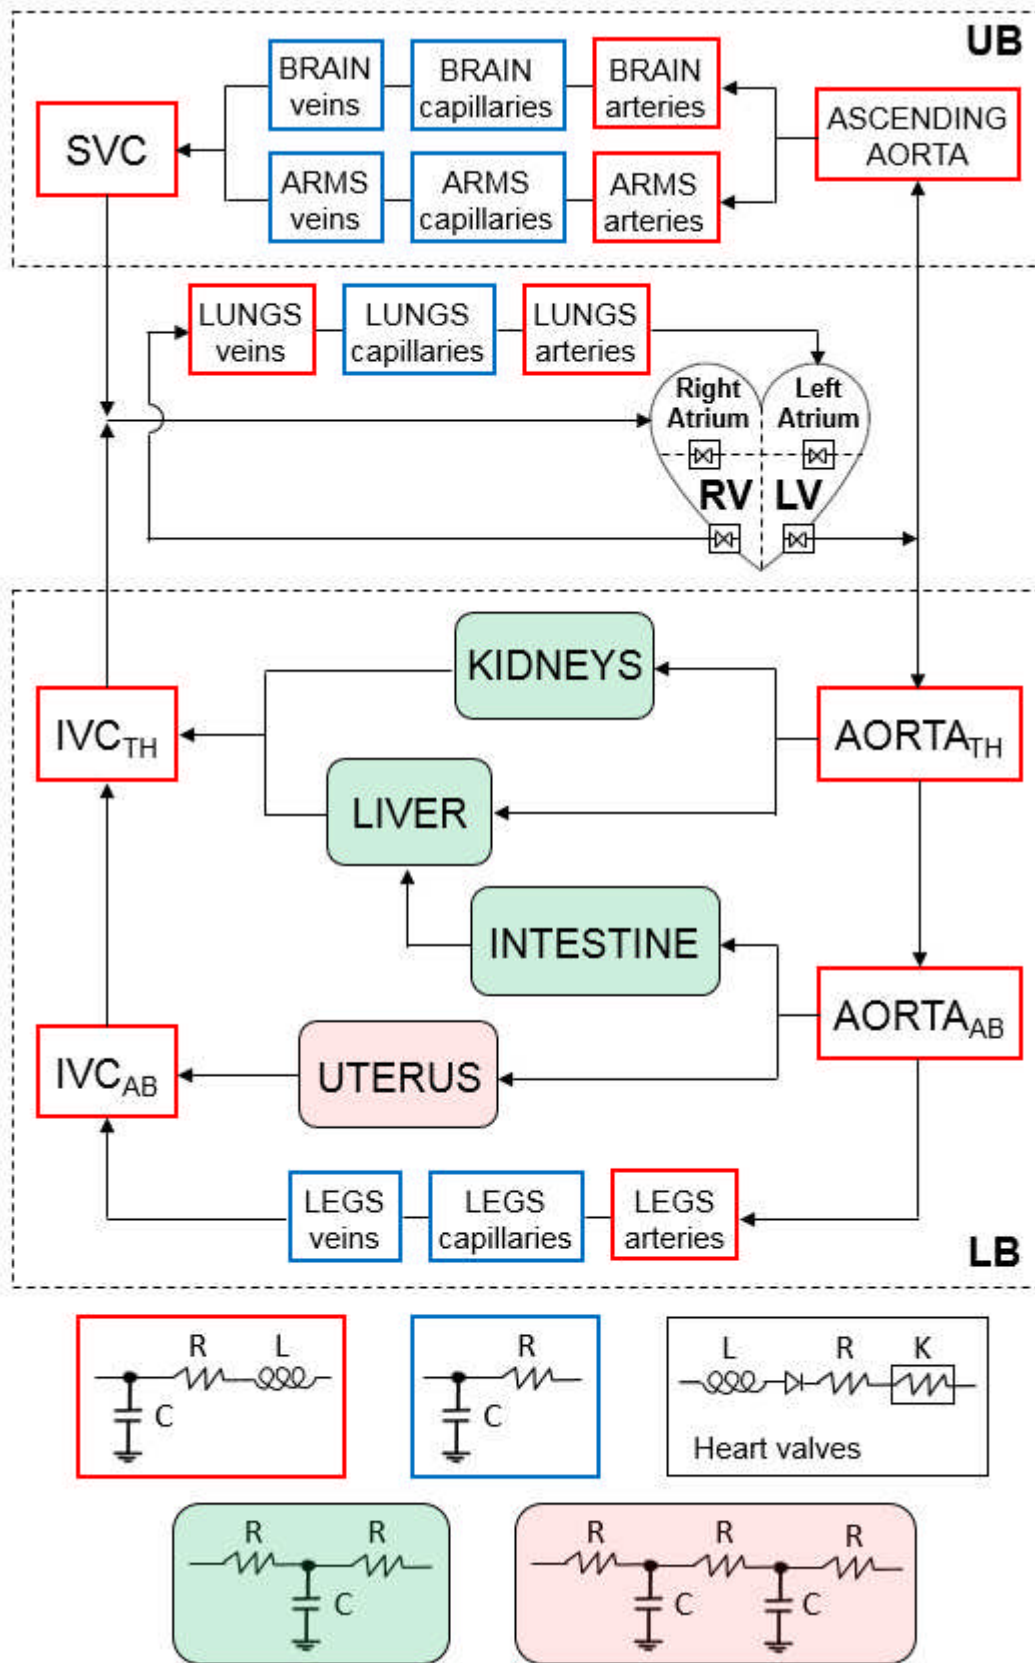 UB
BRAIN
veins
BRAIN
capillaries
BRAIN
arteries
ASCENDING
AORTA
SVC
ARMS
veins
ARMS
capillaries
ARMS
arteries
LUNGS
veins
LUNGS
capillaries
LUNGS
arteries
Right
Atrium
Left
Atrium
RV
LV
KIDNEYS
IVCTH
AORTATH
LIVER
INTESTINE
AORTAAB
IVCAB
UTERUS
LEGS
veins
LEGS
capillaries
LEGS
arteries
LB
R L
C
R
C
L R K
Heart valves
R R
C
R R R
C C